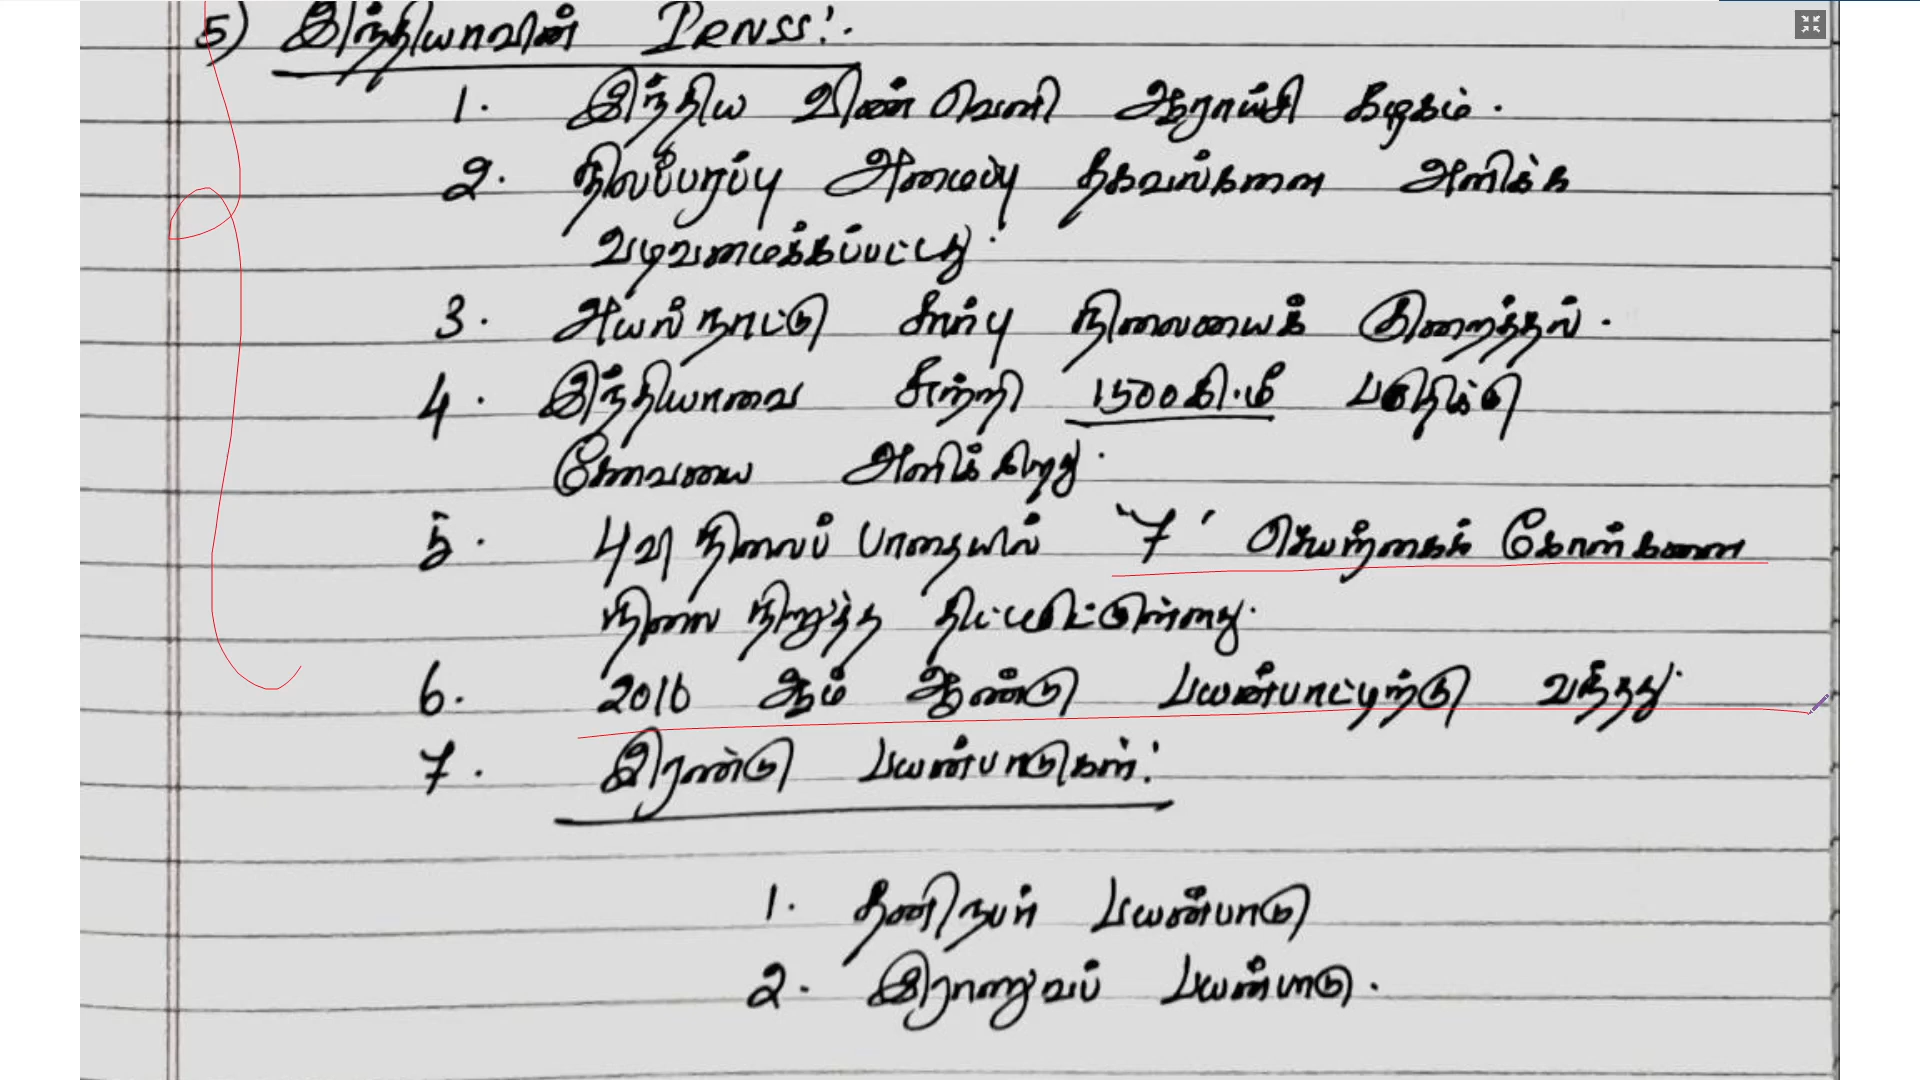 5) இந்தியாவின் IRNSS:.
1. இந்திய விண்வெளி ஆராய்ச்சி கழகம்.
2. நிலப்பரப்பு அமைப்பு தகவல்களை அளிக்க
வடிவமைக்கப்பட்டது.
3. அயல்நாட்டு சார்பு நிலையைக் குறைத்தல்.
4. இந்தியாவை சுற்றி 1500கி.மீ பகுதிக்கு
சேவையை அளிக்கிறது.
5. புவிநிலைப் பாதையில் '7' செயற்கைக் கோள்களை
நிலை நிறுத்த திட்டமிட்டுள்ளது.
6. 2016 ஆம் ஆண்டு பயன்பாட்டிற்கு வந்தது.
7. இரண்டு பயன்பாடுகள்:
1. தனிநபர் பயன்பாடு
2. இராணுவப் பயன்பாடு.